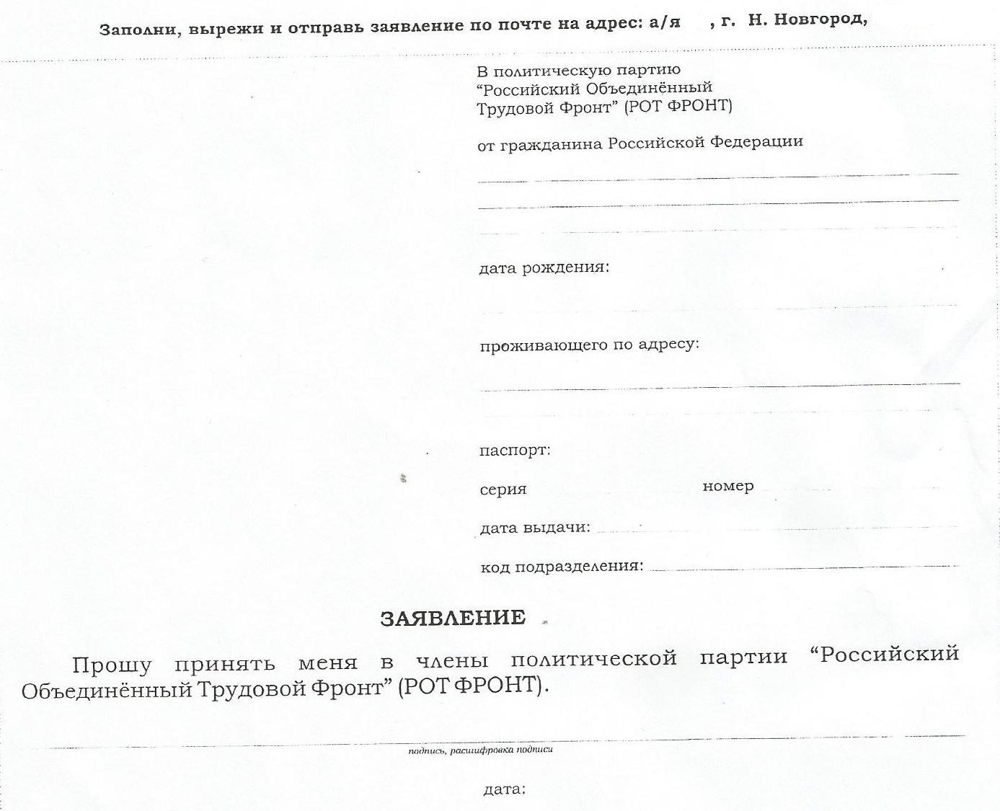 Заполни, вырежи и отправь заявление по почте на адрес: а/я , г. Н. Новгород,
В политическую партию
“Российский Объединённый
Трудовой Фронт” (РОТ ФРОНТ)
от гражданина Российской Федерации
дата рождения:
проживающего по адресу:
паспорт:
серия номер
дата выдачи:
код подразделения:
ЗАЯВЛЕНИЕ
Прошу принять меня в члены политической партии “Российский
Объединённый Трудовой Фронт” (РОТ ФРОНТ).
подпись, расшифровка подписи
дата: